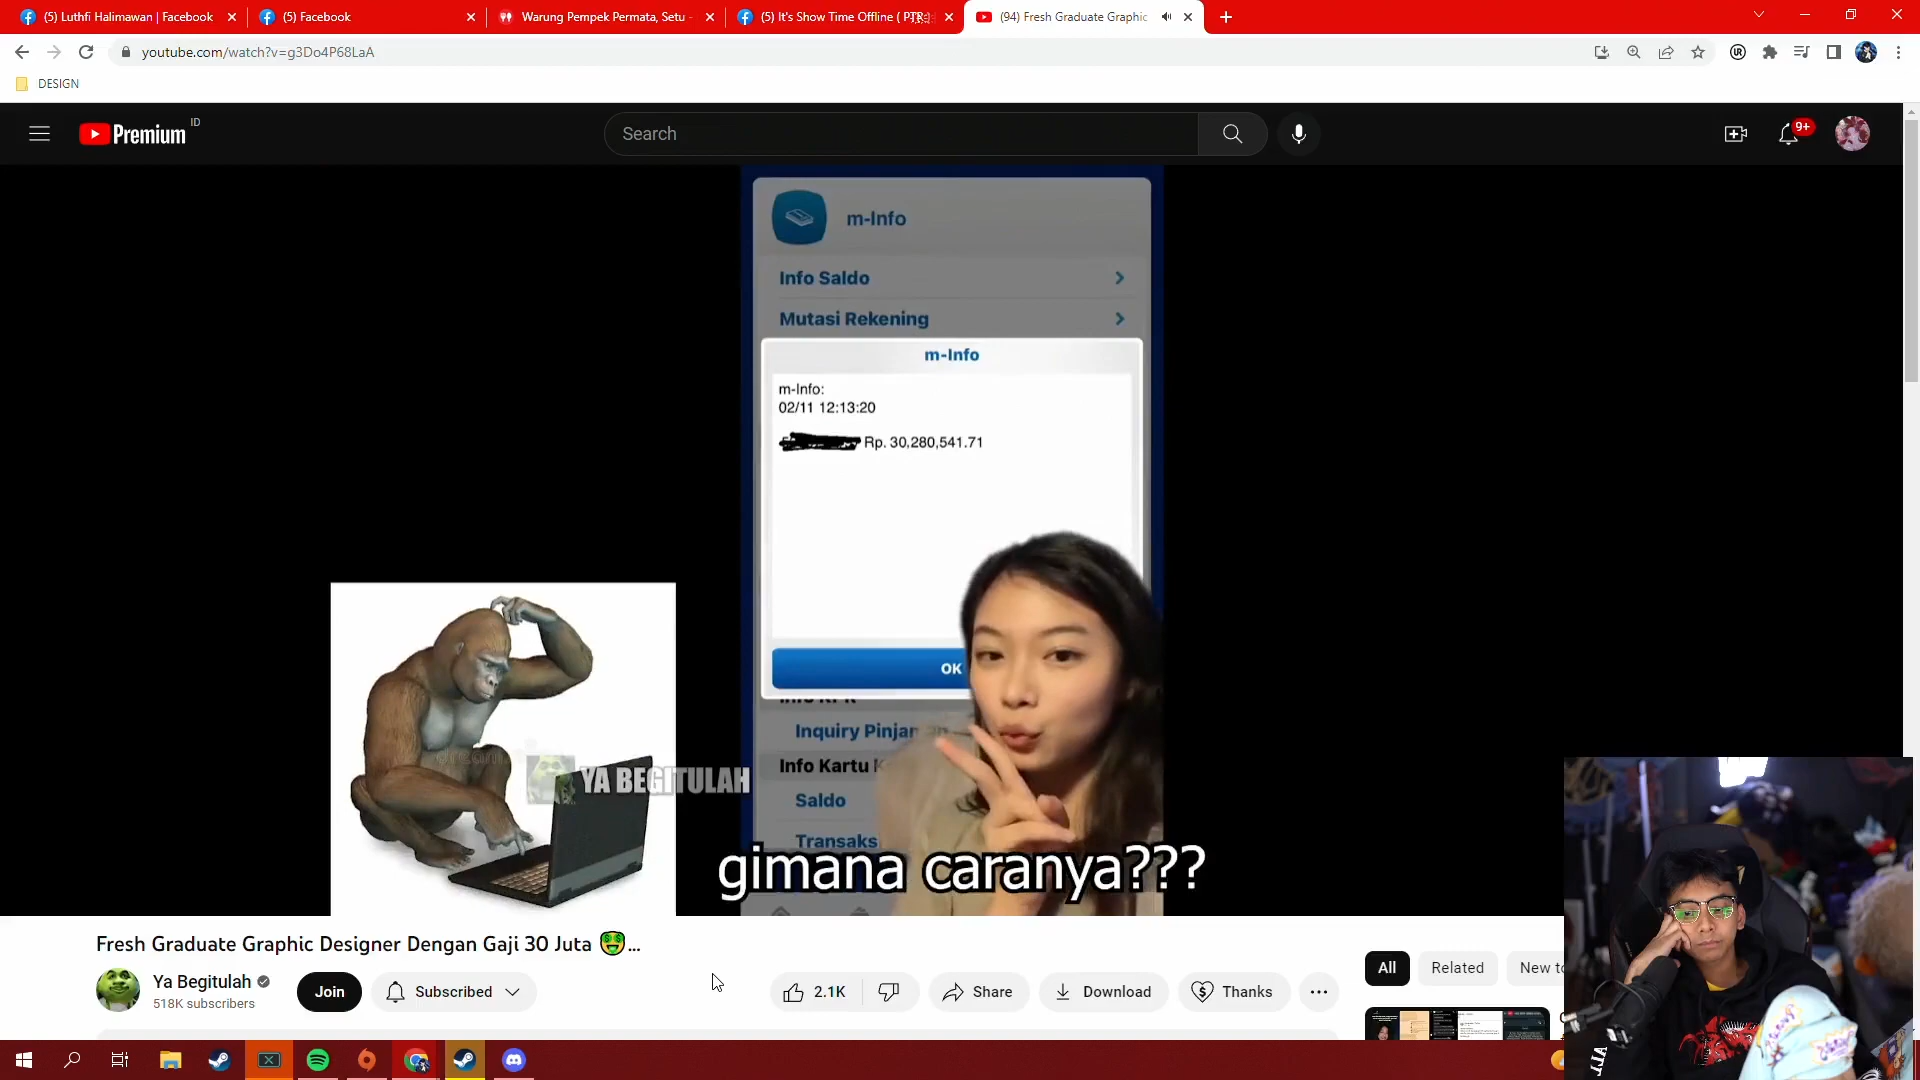 (5) Luthfi Halimawan | Facebook
(5) Facebook
Warung Pempek Permata, Setu -
(5) It's Show Time Offline (
(94) Fresh Graduate Graphic
youtube.com/watch?v=g3Do4P68LaA
DESIGN
Premium ID
Search
9+
m-Info
Info Saldo
Mutasi Rekening
m-Info
m-Info:
02/11 12:13:20
Rp. 30,280,541.71
OK
Inquiry Pinjam
Info Kartu
Saldo
Transaks
YA BEGITULAH
gimana caranya???
Fresh Graduate Graphic Designer Dengan Gaji 30 Juta 🤑...
Ya Begitulah
518K subscribers
Join
Subscribed
2.1K
Share
Download
Thanks
All
Related
New to